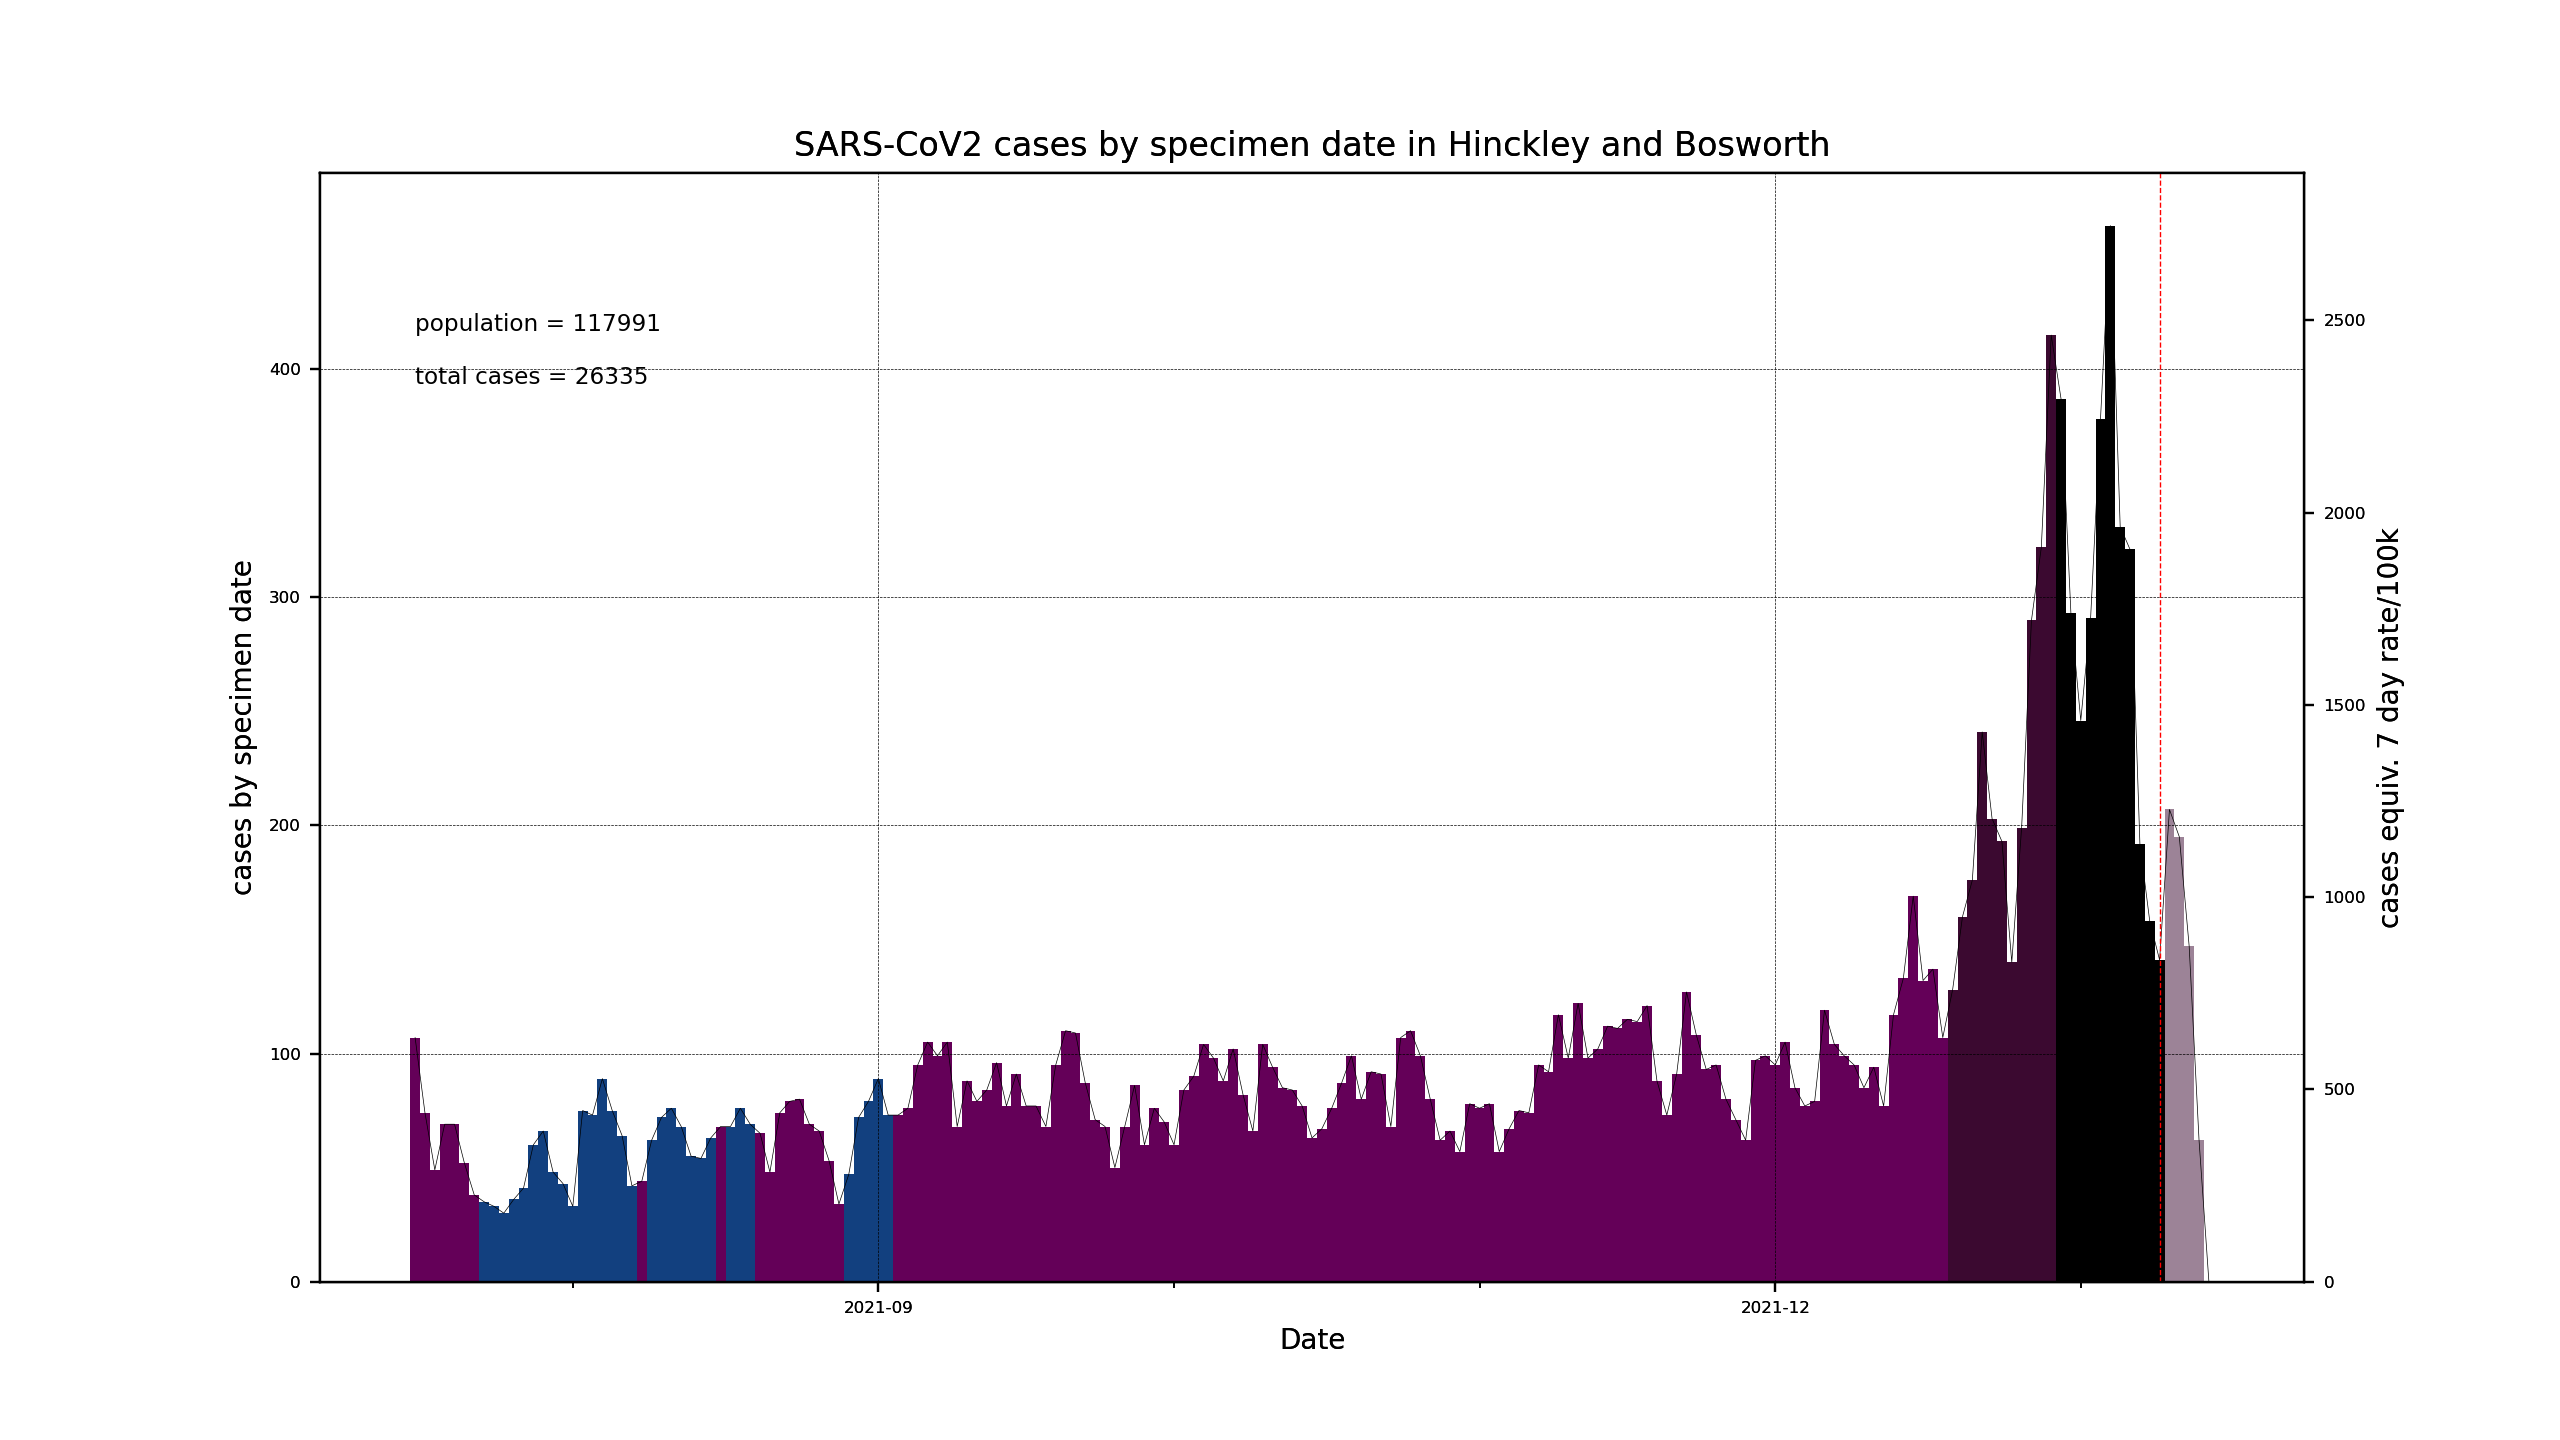 SARS-CoV2 cases by specimen date in Hinckley and Bosworth
population = 117991
total cases = 26335
cases by specimen date
400
300
200
100
0
2500
2000
1500
1000
500
0
cases equiv. 7 day rate/100k
2021-09
2021-12
Date